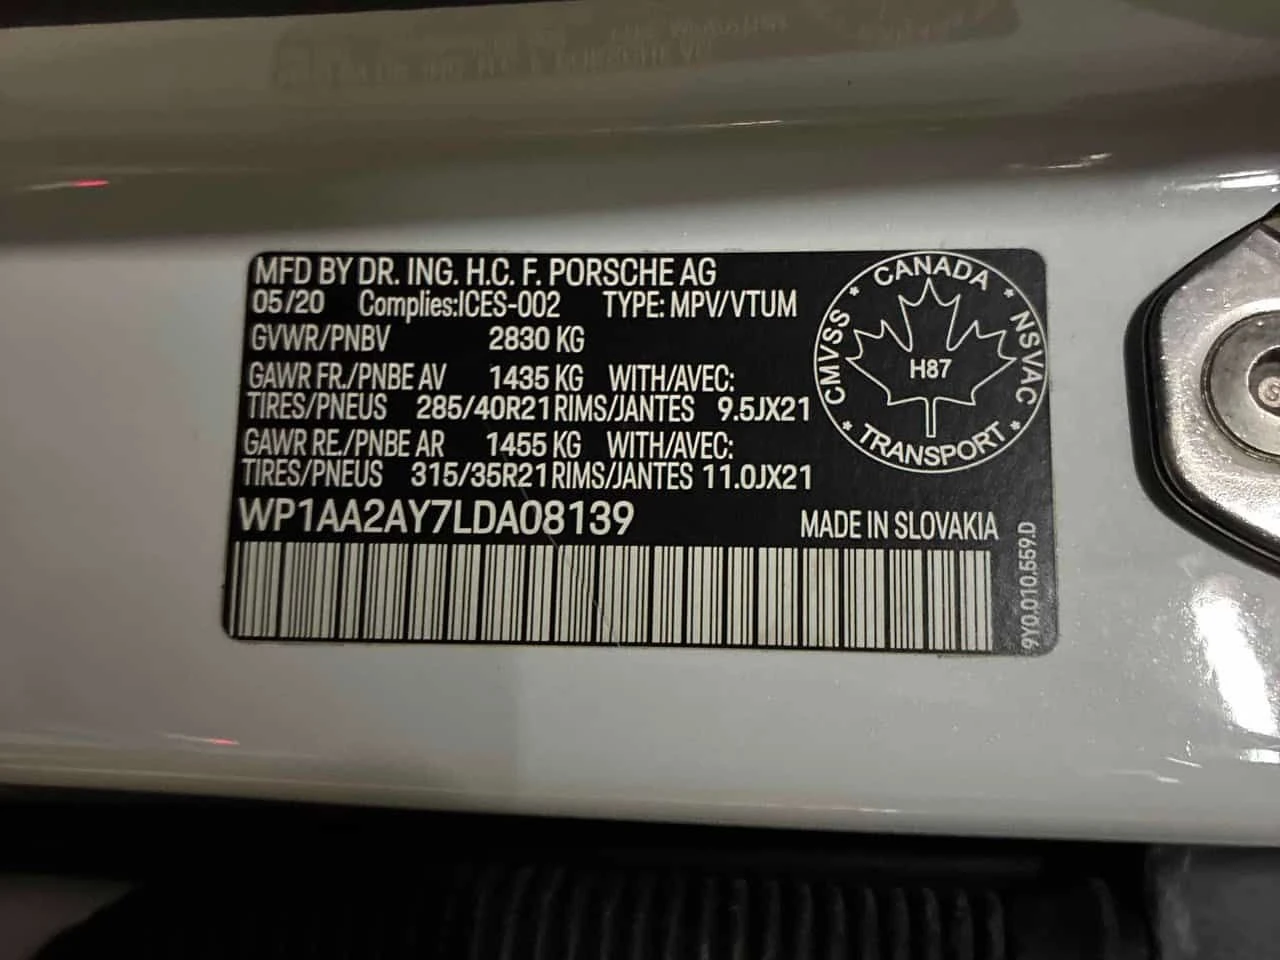 MFD BY DR. ING. H.C. F. PORSCHE AG
05/20 Complies:ICES-002 TYPE: MPV/VTUM
GVWR/PNBV 2830 KG
GAWR FR./PNBE AV 1435 KG WITH/AVEC:
TIRES/PNEUS 285/40R21 RIMS/JANTES 9.5JX21
GAWR RE./PNBE AR 1455 KG WITH/AVEC:
TIRES/PNEUS 315/35R21 RIMS/JANTES 11.0JX21
WP1AA2AY7LDA08139 MADE IN SLOVAKIA
CANADA * NSVAC * TRANSPORT * CMVSS *
H87
9Y0.010.559.D